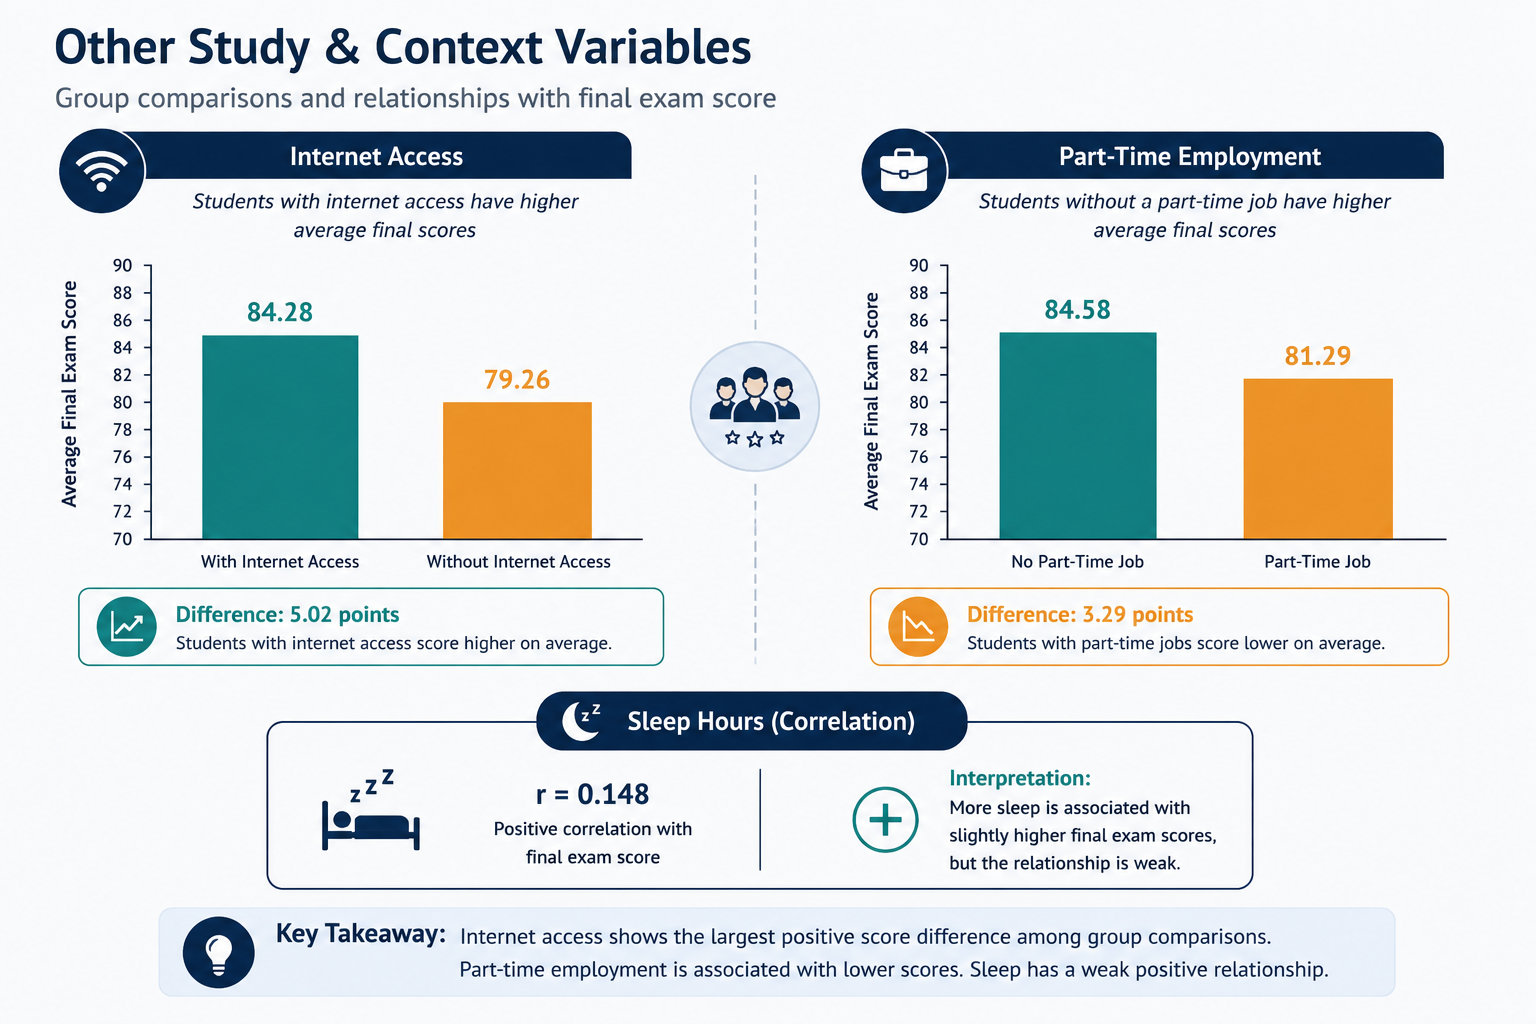 Other Study & Context Variables
Group comparisons and relationships with final exam score
Internet Access
Students with internet access have higher
average final scores
Average Final Exam Score
90
88
86
84
82
80
78
76
74
72
70
84.28
79.26
With Internet Access
Without Internet Access
Difference: 5.02 points
Students with internet access score higher on average.
Part-Time Employment
Students without a part-time job have higher
average final scores
Average Final Exam Score
90
88
86
84
82
80
78
76
74
72
70
84.58
81.29
No Part-Time Job
Part-Time Job
Difference: 3.29 points
Students with part-time jobs score lower on average.
z z
Sleep Hours (Correlation)
z z z
r = 0.148
Positive correlation with
final exam score
Interpretation:
More sleep is associated with
slightly higher final exam scores,
but the relationship is weak.
Key Takeaway: Internet access shows the largest positive score difference among group comparisons.
Part-time employment is associated with lower scores. Sleep has a weak positive relationship.